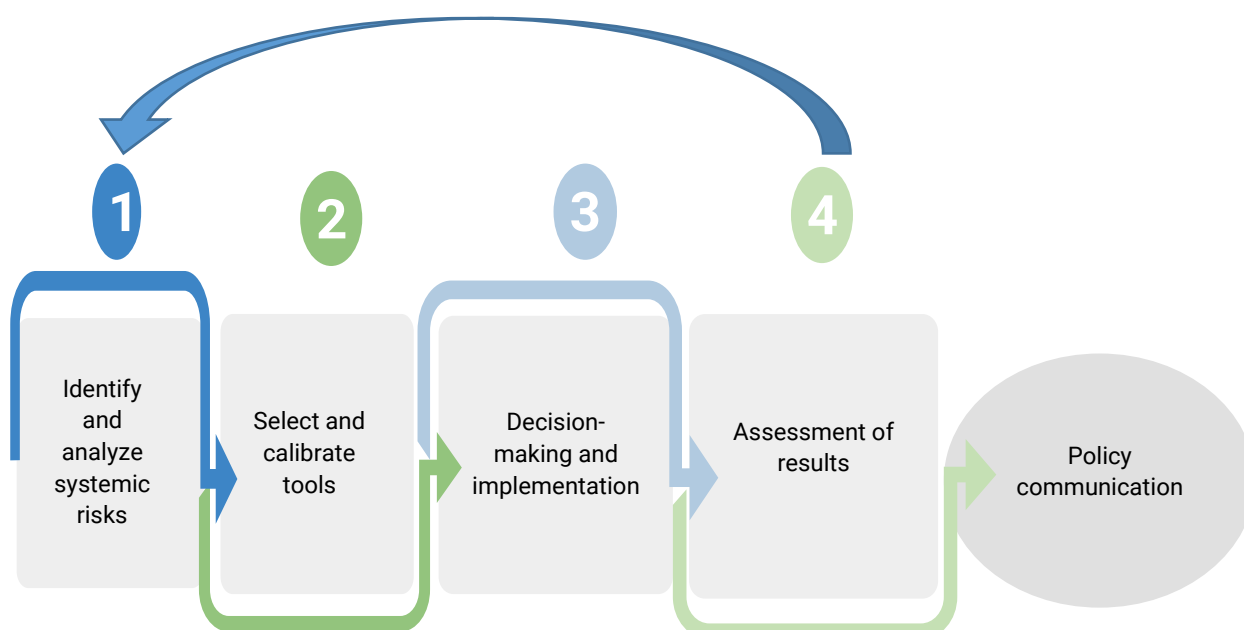 1
2
3
4
Identify
and
analyze
systemic
risks
Select and
calibrate
tools
Decision-
making and
implementation
Assessment of
results
Policy
communication